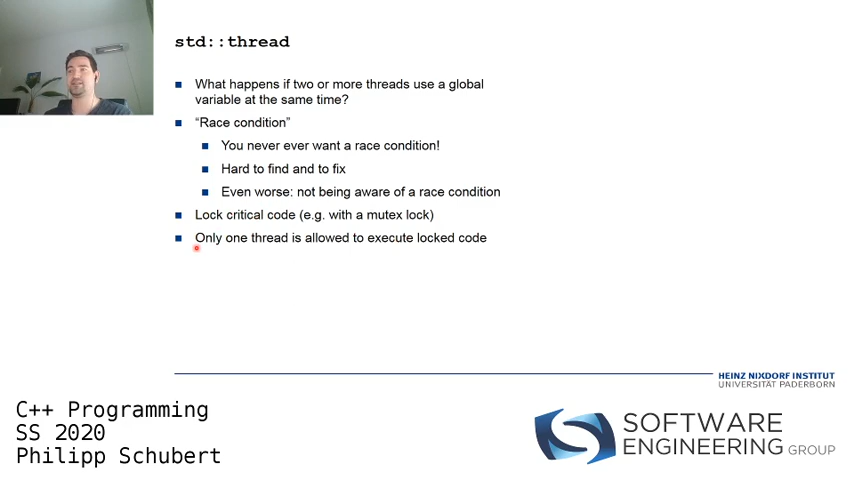 std::thread
What happens if two or more threads use a global
variable at the same time?
“Race condition”
You never ever want a race condition!
Hard to find and to fix
Even worse: not being aware of a race condition
Lock critical code (e.g. with a mutex lock)
Only one thread is allowed to execute locked code
HEINZ NIXDORF INSTITUT
UNIVERSITÄT PADERBORN
C++ Programming
SS 2020
Philipp Schubert
SOFTWARE
ENGINEERING GROUP